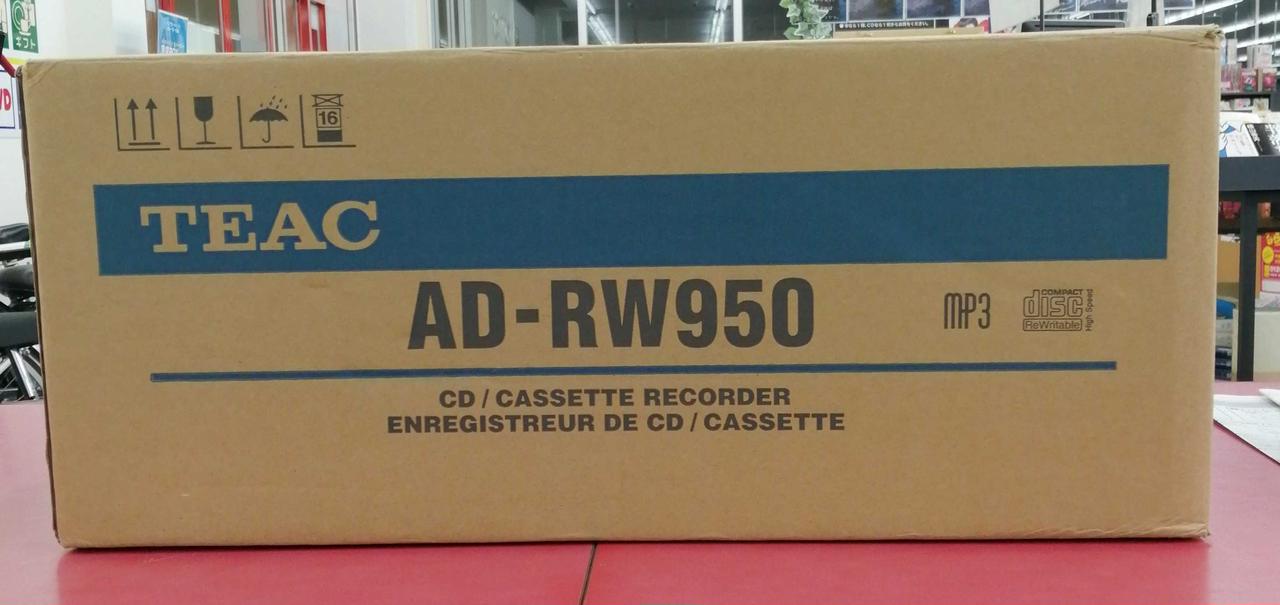 16
TEAC
AD-RW950
MP3
COMPACT
disc
ReWritable
High Speed
CD / CASSETTE RECORDER
ENREGISTREUR DE CD / CASSETTE